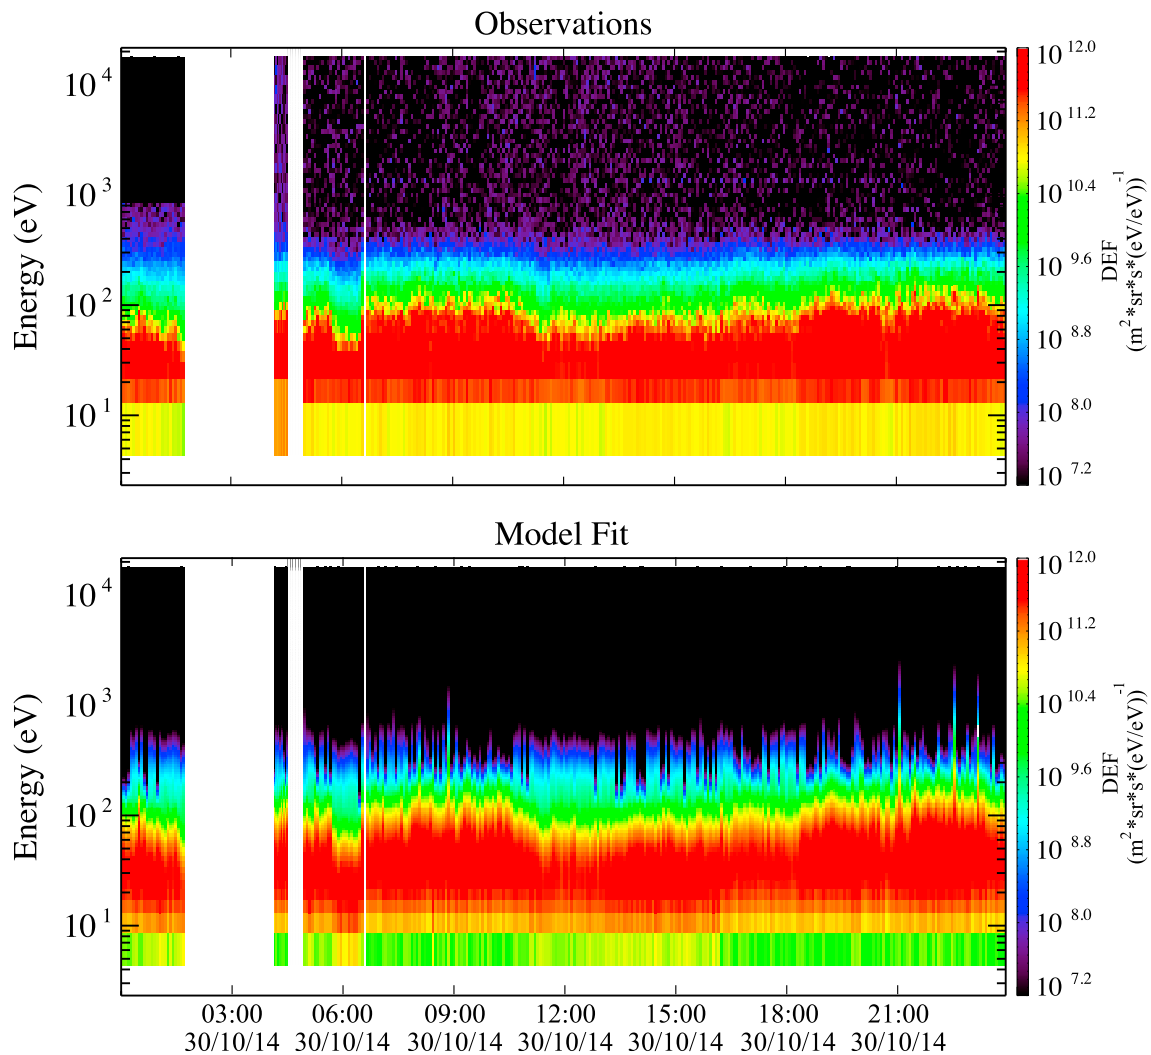 Observations
Energy (eV)
10^4
10^3
10^2
10^1
10^12.0
10^11.2
10^10.4
10^9.6
10^8.8
10^8.0
10^7.2
DEF
(m^2*sr*s*(eV/eV))^-1
Model Fit
Energy (eV)
10^4
10^3
10^2
10^1
10^12.0
10^11.2
10^10.4
10^9.6
10^8.8
10^8.0
10^7.2
DEF
(m^2*sr*s*(eV/eV))^-1
03:00 06:00 09:00 12:00 15:00 18:00 21:00
30/10/14 30/10/14 30/10/14 30/10/14 30/10/14 30/10/14 30/10/14